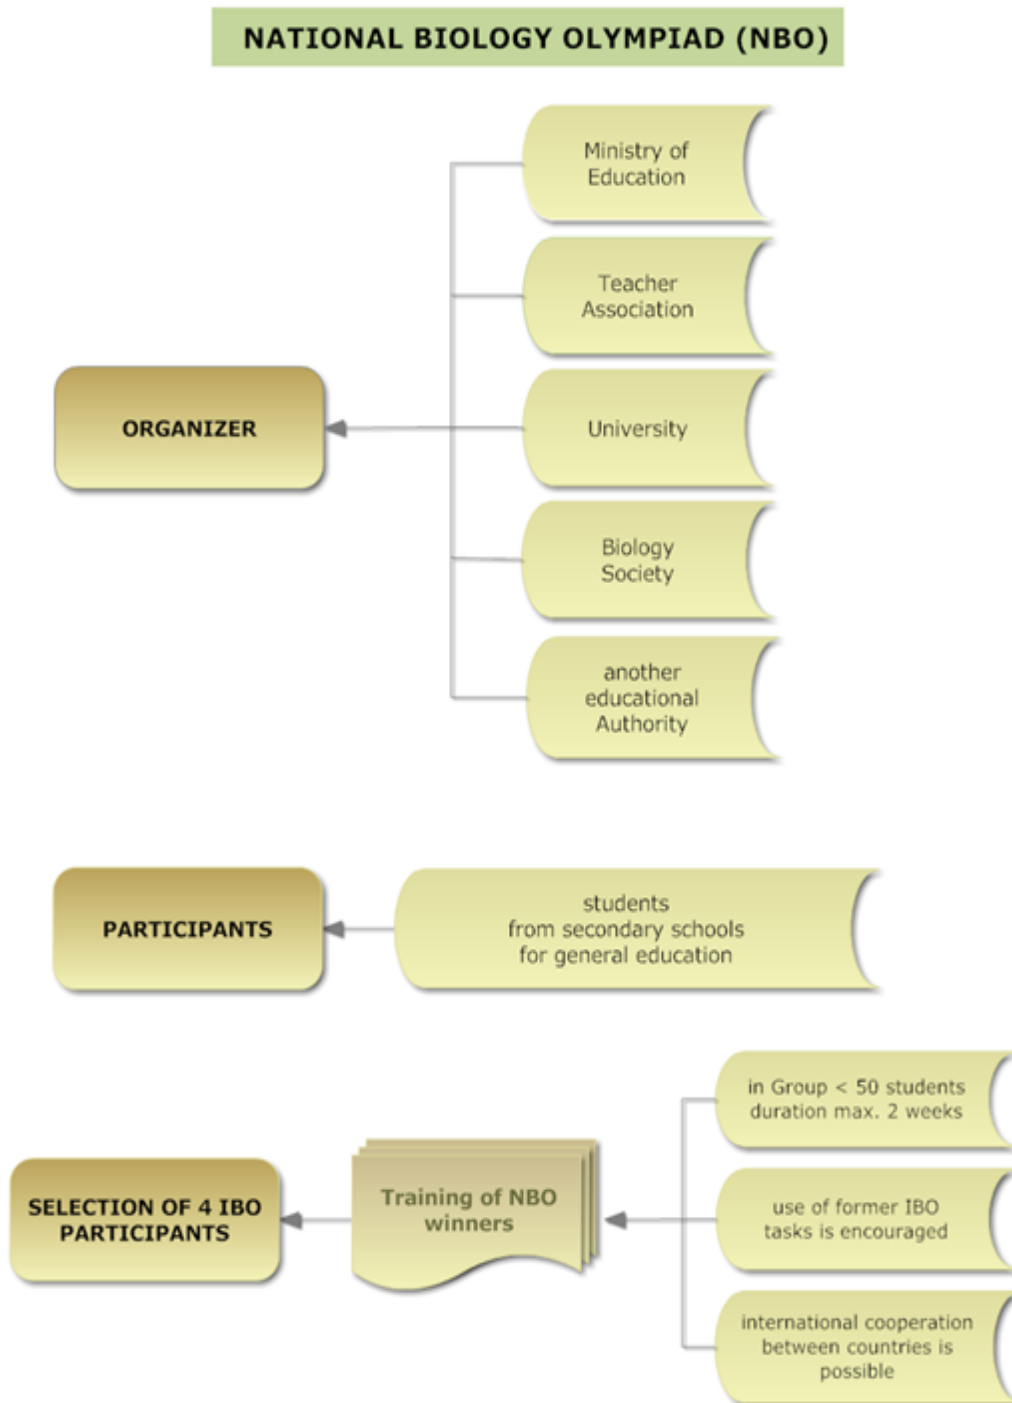 NATIONAL BIOLOGY OLYMPIAD (NBO)
Ministry of
Education
Teacher
Association
ORGANIZER
University
Biology
Society
another
educational
Authority
PARTICIPANTS
students
from secondary schools
for general education
in Group < 50 students
duration max. 2 weeks
SELECTION OF 4 IBO
PARTICIPANTS
Training of NBO
winners
use of former IBO
tasks is encouraged
international cooperation
between countries is
possible